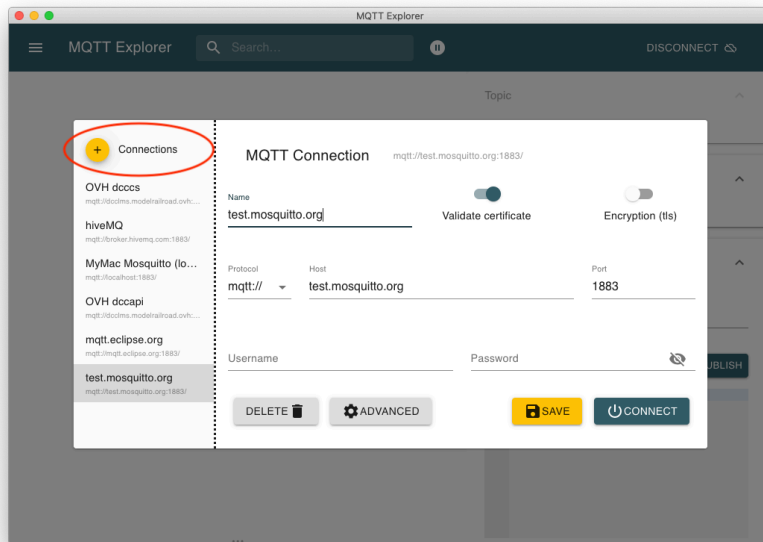 MQTT Explorer
MQTT Explorer
Search...
DISCONNECT
Topic
+ Connections
OVH dcccs
mqtt://dcclms.modelrailroad.ovh:...
hiveMQ
mqtt://broker.hivemq.com:1883/
MyMac Mosquitto (lo...
mqtt://localhost:1883/
OVH dccapi
mqtt://dcclms.modelrailroad.ovh:...
mqtt.eclipse.org
mqtt://mqtt.eclipse.org:1883/
test.mosquitto.org
mqtt://test.mosquitto.org:1883/
MQTT Connection
mqtt://test.mosquitto.org:1883/
Name
test.mosquitto.org
Validate certificate
Encryption (tls)
Protocol
mqtt://
Host
test.mosquitto.org
Port
1883
Username
Password
DELETE
ADVANCED
SAVE
CONNECT
UBLISH